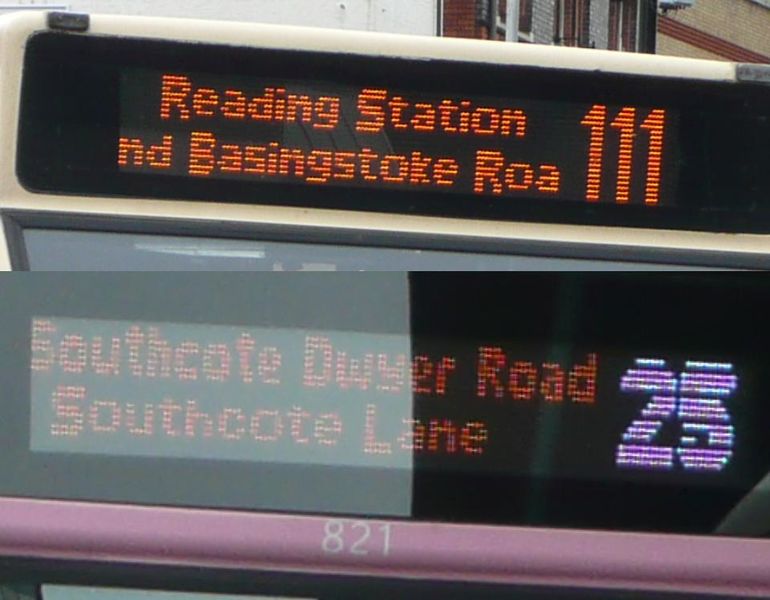 Reading Station
nd Basingstoke Roa
111
Southcote Dwyer Road
Southcote Lane
25
821